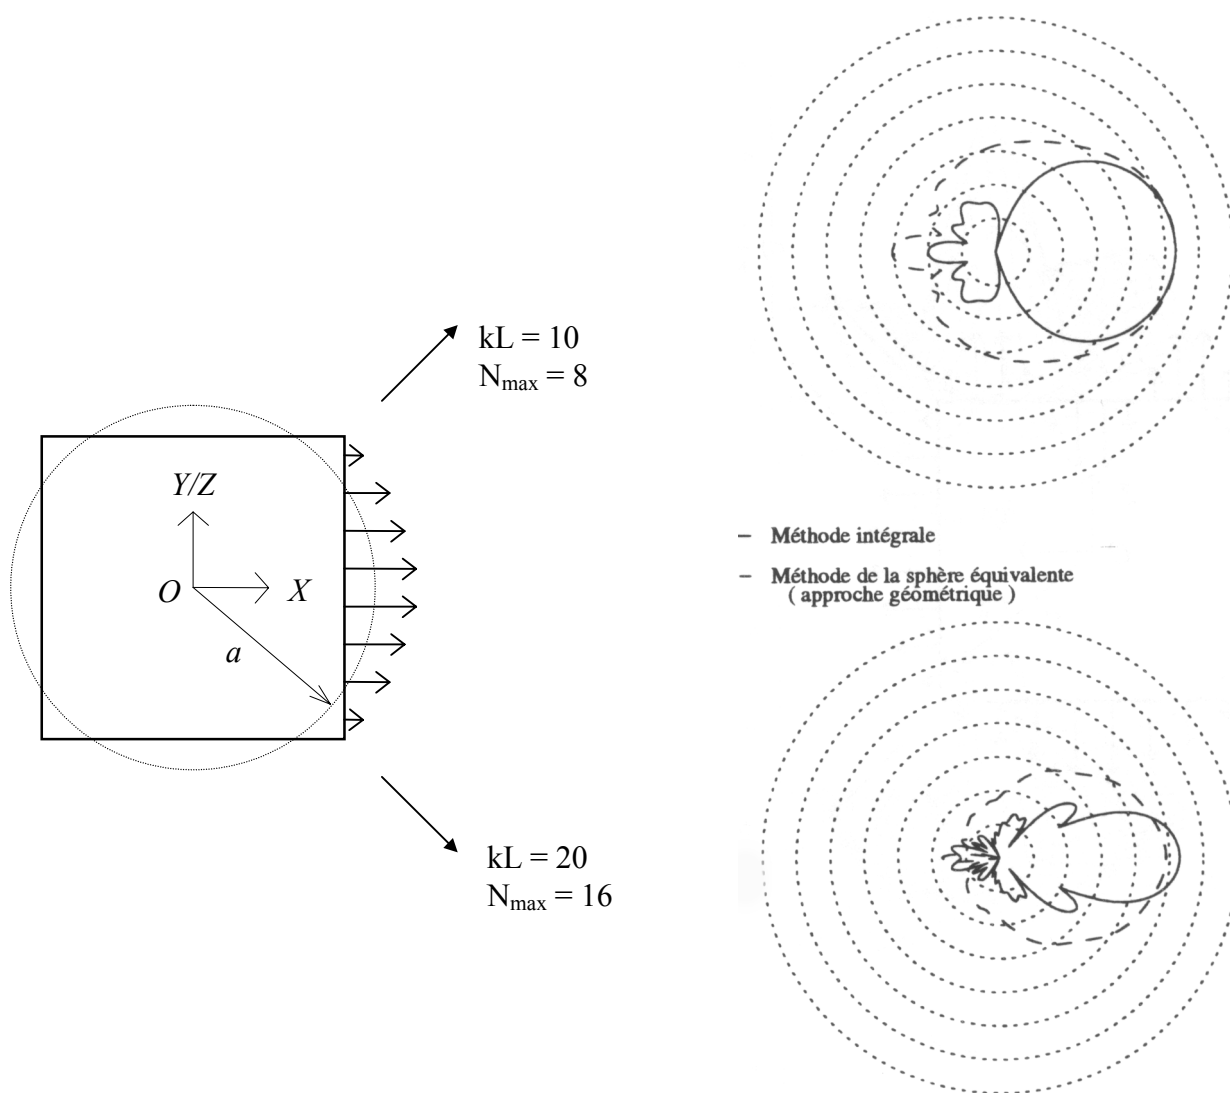 kL = 10
Nmax = 8
Y/Z
O
X
a
kL = 20
Nmax = 16
– Méthode intégrale
– Méthode de la sphère équivalente
( approche géométrique )